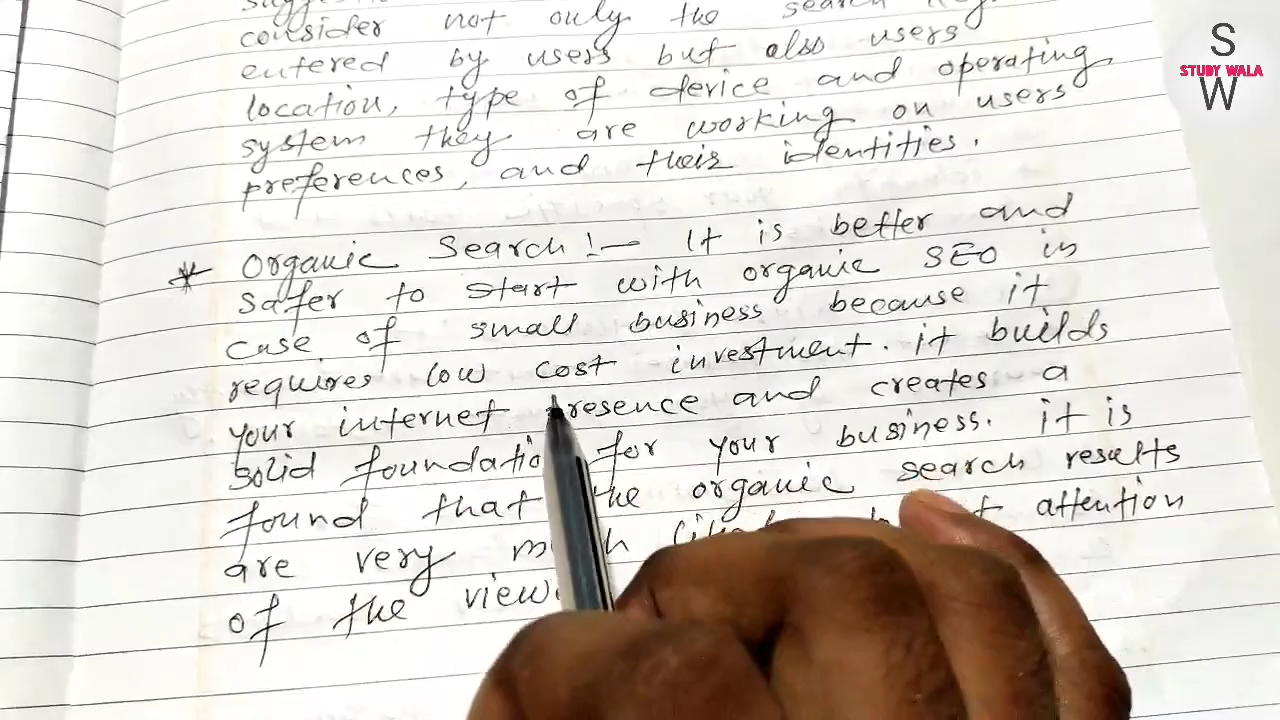 consider not only the search
entered by users but also users
location, type of device and operating
system they are working on users
preferences, and their identities.
* Organic Search!- It is better and
safer to start with organic SEO in
case of small business because it
requires low cost investment. it builds
your internet presence and creates a
solid foundation for your business. it is
found that the organic search results
are very attention
of the
S
STUDY WALA
W